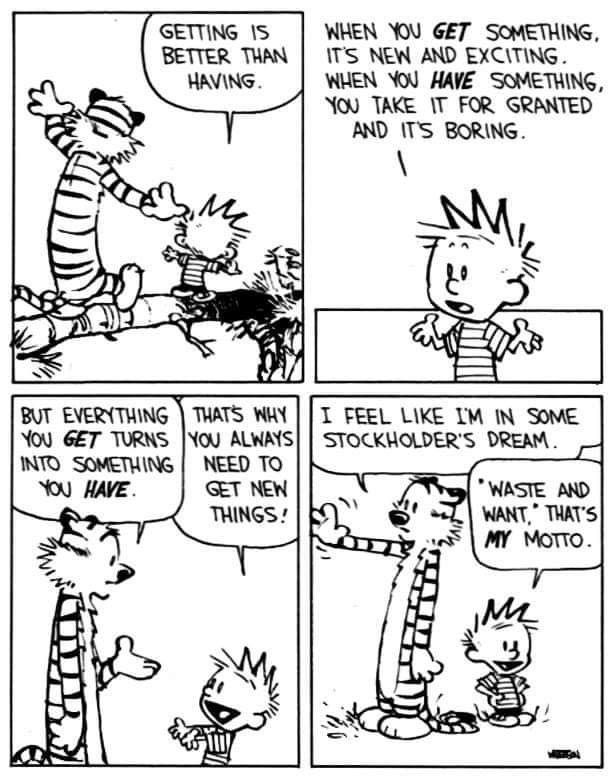 GETTING IS
BETTER THAN
HAVING.
WHEN YOU GET SOMETHING,
IT'S NEW AND EXCITING.
WHEN YOU HAVE SOMETHING,
YOU TAKE IT FOR GRANTED
AND IT'S BORING.
BUT EVERYTHING
YOU GET TURNS
INTO SOMETHING
YOU HAVE.
THAT'S WHY
YOU ALWAYS
NEED TO
GET NEW
THINGS!
I FEEL LIKE I'M IN SOME
STOCKHOLDER'S DREAM.
"WASTE AND
WANT," THAT'S
MY MOTTO.
WATTERSON